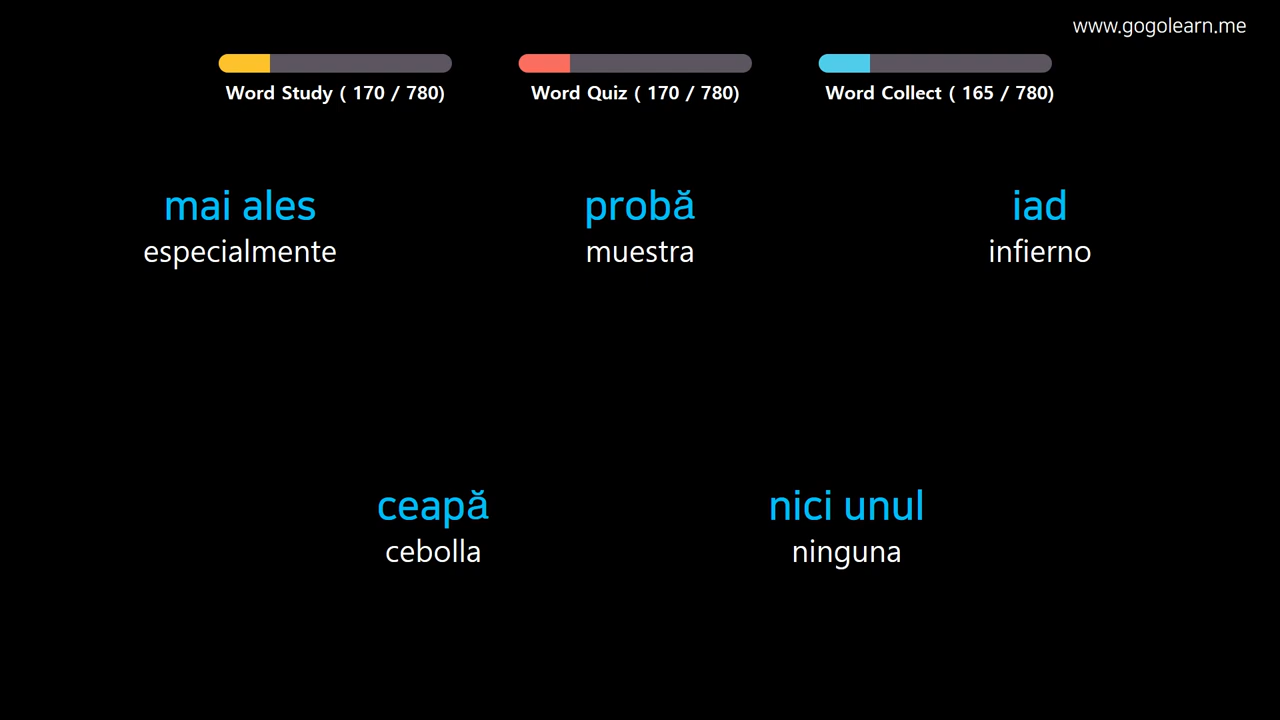 www.gogolearn.me
Word Study ( 170 / 780)
Word Quiz ( 170 / 780)
Word Collect ( 165 / 780)
mai ales
especialmente
probă
muestra
iad
infierno
ceapă
cebolla
nici unul
ninguna